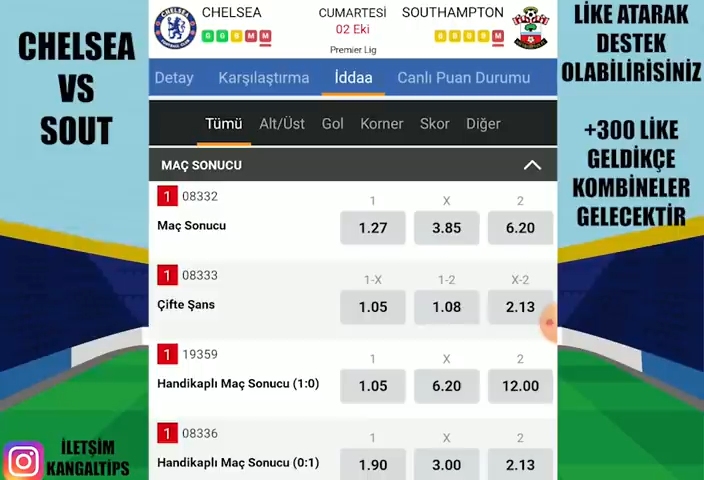 CHELSEA
VS
SOUT
CHELSEA
G G B M M
CUMARTESİ
02 Eki
Premier Lig
SOUTHAMPTON
B B B B M
LİKE ATARAK
DESTEK
OLABİLİRİSİNİZ
+300 LİKE
GELDİKÇE
KOMBİNELER
GELECEKTİR
Detay Karşılaştırma İddaa Canlı Puan Durumu
Tümü Alt/Üst Gol Korner Skor Diğer
MAÇ SONUCU
1 08332
Maç Sonucu
1 X 2
1.27 3.85 6.20
1 08333
Çifte Şans
1-X 1-2 X-2
1.05 1.08 2.13
1 19359
Handikaplı Maç Sonucu (1:0)
1 X 2
1.05 6.20 12.00
1 08336
Handikaplı Maç Sonucu (0:1)
1 X 2
1.90 3.00 2.13
İLETŞİM
KANGALTİPS